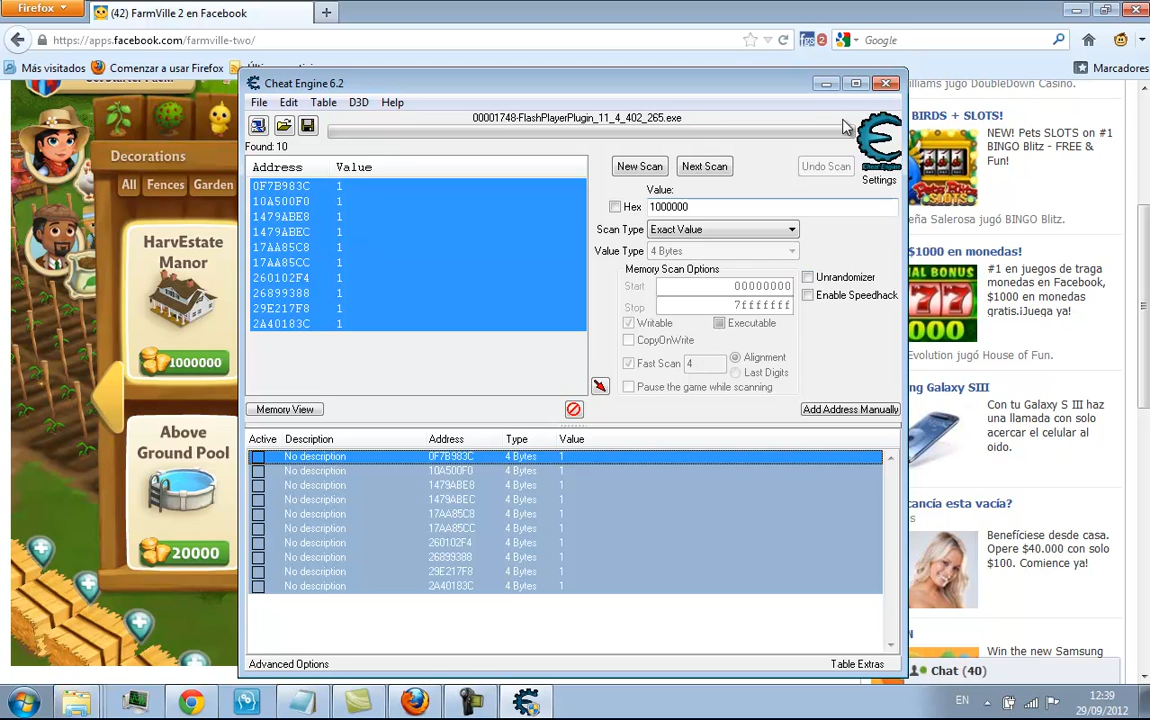 Firefox
(42) FarmVille 2 en Facebook
https://apps.facebook.com/farmville-two/
2
Google
Más visitados
Comenzar a usar Firefox
Marcadores
Decorations
All Fences Garden
HarvEstate
Manor
1000000
Above
Ground Pool
20000
Cheat Engine 6.2
File Edit Table D3D Help
00001748-FlashPlayerPlugin_11_4_402_265.exe
Found: 10
Settings
Address Value
0F7B983C 1
10A500F0 1
1479ABE8 1
1479ABEC 1
17AA85C8 1
17AA85CC 1
260102F4 1
26899388 1
29E217F8 1
2A40183C 1
New Scan Next Scan Undo Scan
Value:
Hex 1000000
Scan Type Exact Value
Value Type 4 Bytes
Memory Scan Options
Start 00000000
Stop 7fffffff
Writable Executable
CopyOnWrite
Fast Scan 4 Alignment
Last Digits
Pause the game while scanning
Unrandomizer
Enable Speedhack
Memory View
Add Address Manually
Active Description Address Type Value
No description 0F7B983C 4 Bytes 1
No description 10A500F0 4 Bytes 1
No description 1479ABE8 4 Bytes 1
No description 1479ABEC 4 Bytes 1
No description 17AA85C8 4 Bytes 1
No description 17AA85CC 4 Bytes 1
No description 260102F4 4 Bytes 1
No description 26899388 4 Bytes 1
No description 29E217F8 4 Bytes 1
No description 2A40183C 4 Bytes 1
Advanced Options
Table Extras
jugó DoubleDown Casino.
BIRDS + SLOTS!
NEW! Pets SLOTS on #1
BINGO Blitz - FREE &
Fun!
Salerosa jugó BINGO Blitz.
$1000 en monedas!
#1 en juegos de traga
monedas en Facebook,
$1000 en monedas
gratis.¡Juega ya!
Evolution jugó House of Fun.
Galaxy SIII
Con tu Galaxy S III haz
una llamada con solo
acercar el celular al
oído.
esta vacía?
Benefíciese desde casa.
Opere $40.000 con solo
$100. Comience ya!
Win the new Samsung
Chat (40)
EN
12:39
29/09/2012